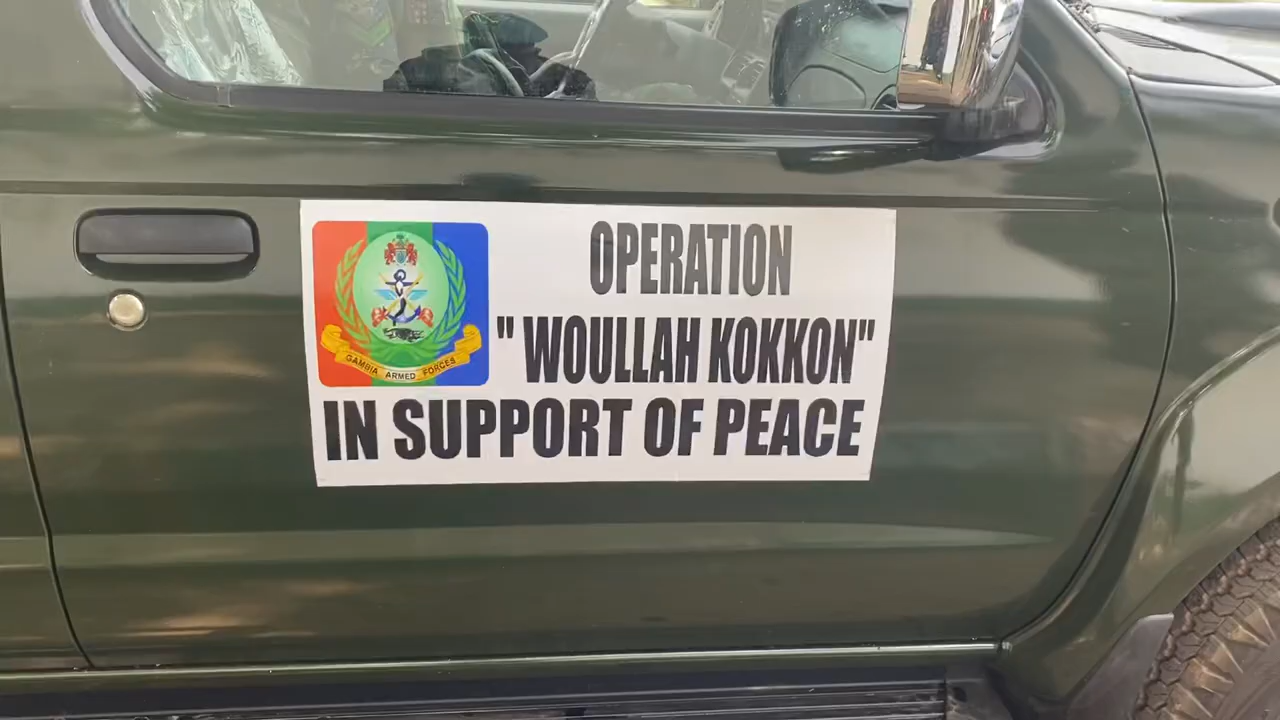 OPERATION
" WOULLAH KOKKON"
IN SUPPORT OF PEACE
GAMBIA ARMED FORCES